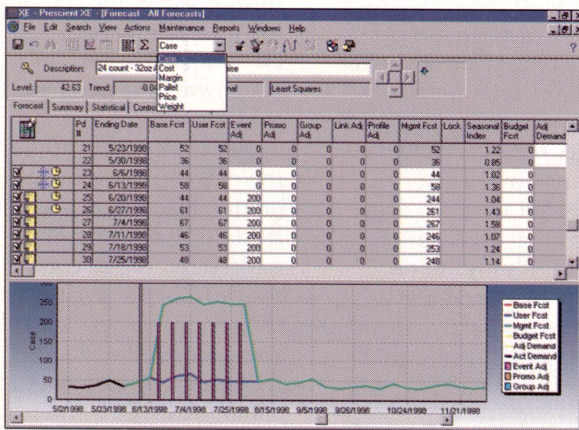 XE - Prescient XE - [Forecast - All Forecasts]
File Edit Search View Actions Maintenance Reports Windows Help
Case
Case
Cost
Margin
Pallet
Price
Weight
Description: 24 count - 32oz
Level: 42.63 Trend: Least Squares
Forecast Summary Statistical
Pd # Ending Date Base Fcst User Fcst Event Adj Promo Adj Group Adj Link Adj Profile Adj Mgmt Fcst Lock Seasonal Index Budget Fcst Adj Demand
21 5/23/1998 52 52 0 0 0 0 0 52 1.22 0
22 5/30/1998 36 36 0 0 0 0 0 36 0.85 0
23 6/6/1998 44 44 0 0 0 0 0 44 1.02 0
24 6/13/1998 58 58 0 0 0 0 0 58 1.36 0
25 6/20/1998 44 44 200 0 0 0 0 244 1.04 0
26 6/27/1998 61 61 200 0 0 0 0 261 1.43 0
27 7/4/1998 67 67 200 0 0 0 0 267 1.58 0
28 7/11/1998 46 46 200 0 0 0 0 246 1.07 0
29 7/18/1998 53 53 200 0 0 0 0 253 1.24 0
30 7/25/1998 48 48 200 0 0 0 0 248 1.14 0
250
200
150
100
50
0
Case
5/2/1998 5/23/1998 6/13/1998 7/4/1998 7/25/1998 8/15/1998 9/5/1998 9/26/1998 10/24/1998 11/21/1998
Base Fcst
User Fcst
Mgmt Fcst
Budget Fcst
Adj Demand
Act Demand
Event Adj
Promo Adj
Group Adj